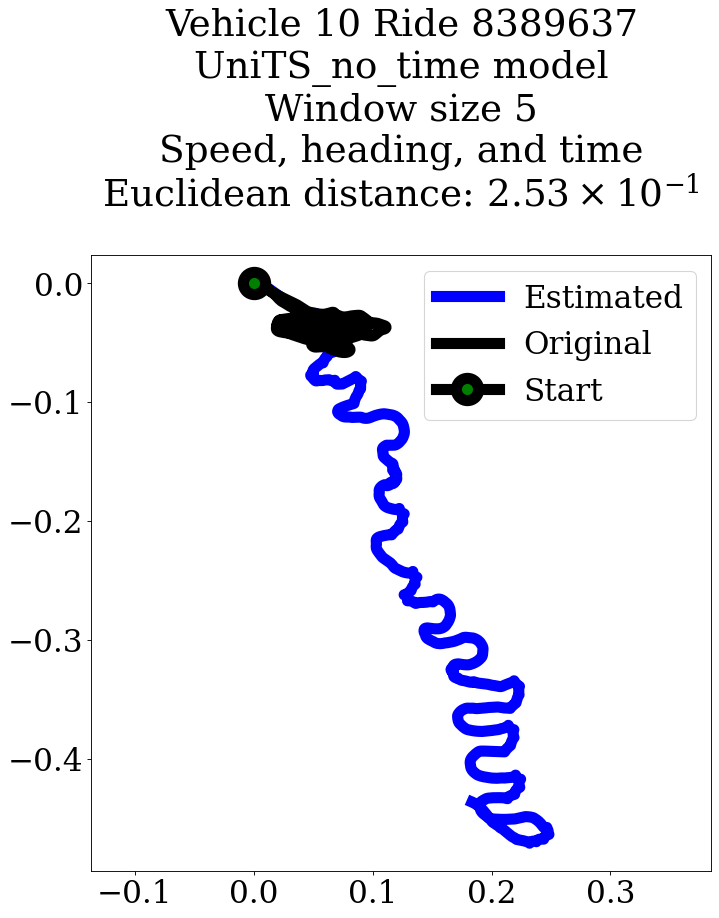 Vehicle 10 Ride 8389637
UniTS_no_time model
Window size 5
Speed, heading, and time
Euclidean distance: 2.53 × 10⁻¹
Estimated
Original
Start
0.0
−0.1
−0.2
−0.3
−0.4
−0.1 0.0 0.1 0.2 0.3